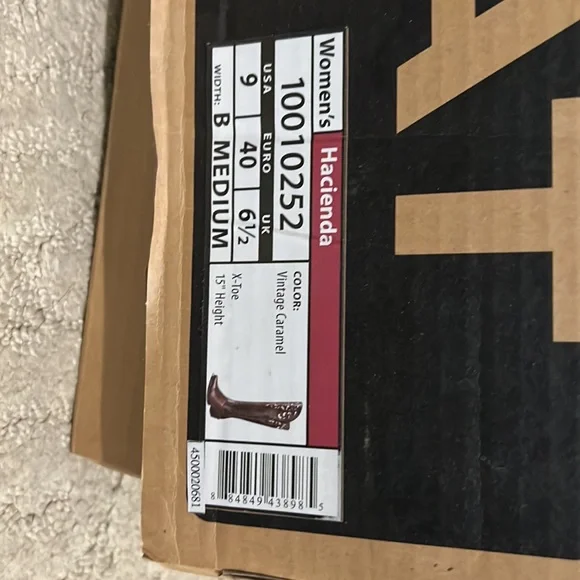 Women's Hacienda
10010252
USA EURO UK
9 40 6½
WIDTH: B MEDIUM
COLOR:
Vintage Caramel
X-Toe
15" Height
8 84849 43898 5
4500020681
A
T